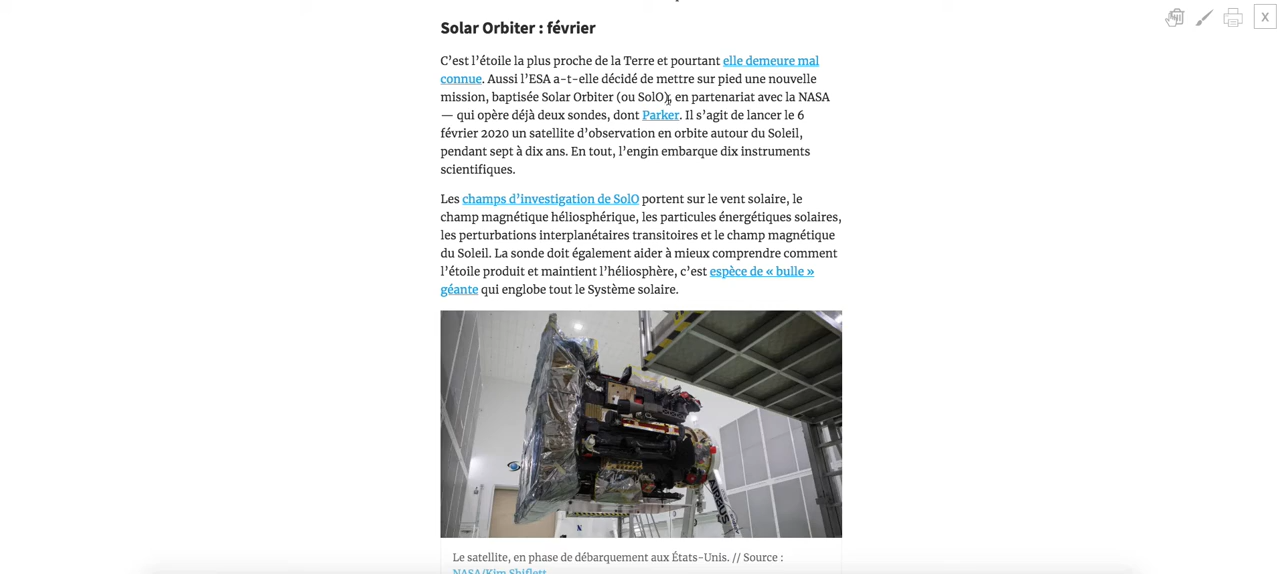 Solar Orbiter : février
C’est l’étoile la plus proche de la Terre et pourtant elle demeure mal
connue. Aussi l’ESA a-t-elle décidé de mettre sur pied une nouvelle
mission, baptisée Solar Orbiter (ou SolO), en partenariat avec la NASA
— qui opère déjà deux sondes, dont Parker. Il s’agit de lancer le 6
février 2020 un satellite d’observation en orbite autour du Soleil,
pendant sept à dix ans. En tout, l’engin embarque dix instruments
scientifiques.
Les champs d’investigation de SolO portent sur le vent solaire, le
champ magnétique héliosphérique, les particules énergétiques solaires,
les perturbations interplanétaires transitoires et le champ magnétique
du Soleil. La sonde doit également aider à mieux comprendre comment
l’étoile produit et maintient l’héliosphère, c’est espèce de « bulle »
géante qui englobe tout le Système solaire.
AIRBUS
Le satellite, en phase de débarquement aux États-Unis. // Source :
NASA/Kim Shiflett
X